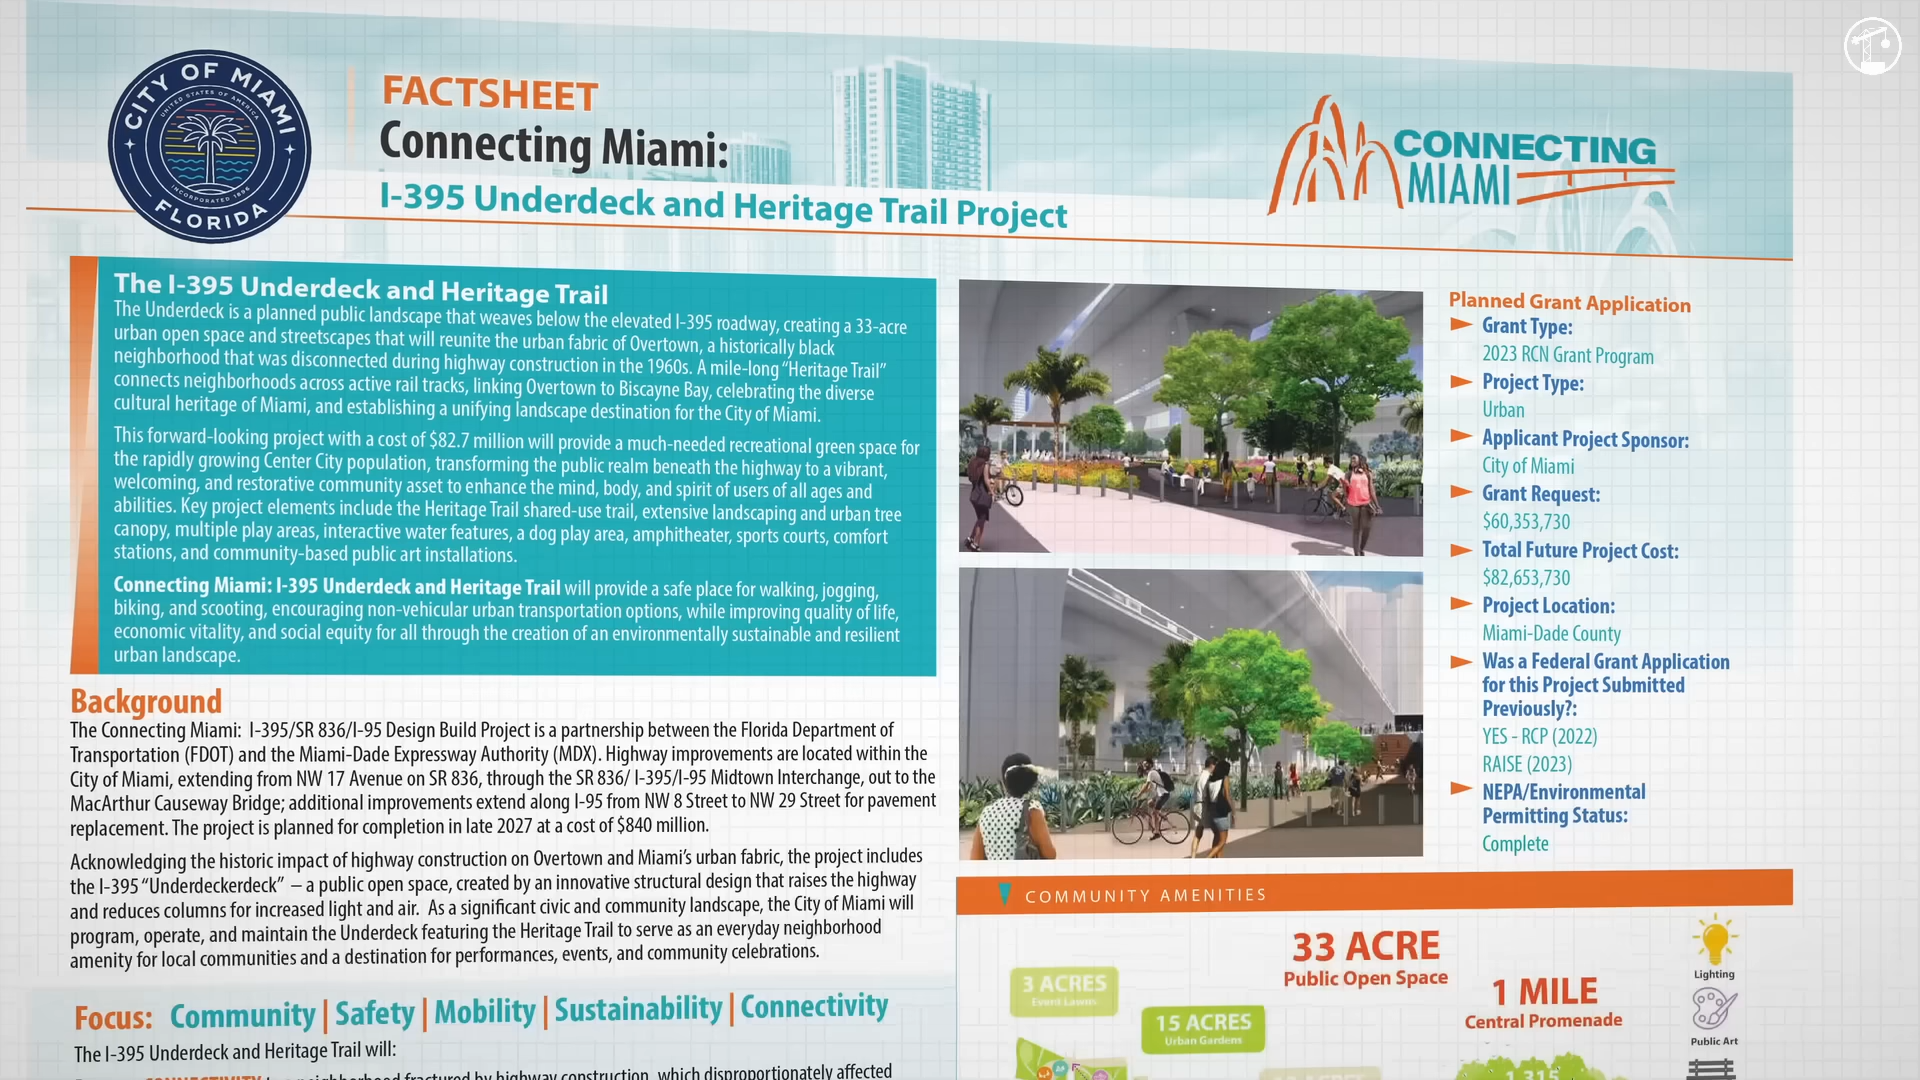 CITY OF MIAMI
UNITED STATES OF AMERICA
INCORPORATED 1896
FLORIDA
FACTSHEET
Connecting Miami:
I-395 Underdeck and Heritage Trail Project
CONNECTING
MIAMI
The I-395 Underdeck and Heritage Trail
The Underdeck is a planned public landscape that weaves below the elevated I-395 roadway, creating a 33-acre
urban open space and streetscapes that will reunite the urban fabric of Overtown, a historically black
neighborhood that was disconnected during highway construction in the 1960s. A mile-long “Heritage Trail”
connects neighborhoods across active rail tracks, linking Overtown to Biscayne Bay, celebrating the diverse
cultural heritage of Miami, and establishing a unifying landscape destination for the City of Miami.
This forward-looking project with a cost of $82.7 million will provide a much-needed recreational green space for
the rapidly growing Center City population, transforming the public realm beneath the highway to a vibrant,
welcoming, and restorative community asset to enhance the mind, body, and spirit of users of all ages and
abilities. Key project elements include the Heritage Trail shared-use trail, extensive landscaping and urban tree
canopy, multiple play areas, interactive water features, a dog play area, amphitheater, sports courts, comfort
stations, and community-based public art installations.
Connecting Miami: I-395 Underdeck and Heritage Trail will provide a safe place for walking, jogging,
biking, and scooting, encouraging non-vehicular urban transportation options, while improving quality of life,
economic vitality, and social equity for all through the creation of an environmentally sustainable and resilient
urban landscape.
Background
The Connecting Miami: I-395/SR 836/I-95 Design Build Project is a partnership between the Florida Department of
Transportation (FDOT) and the Miami-Dade Expressway Authority (MDX). Highway improvements are located within the
City of Miami, extending from NW 17 Avenue on SR 836, through the SR 836/ I-395/I-95 Midtown Interchange, out to the
MacArthur Causeway Bridge; additional improvements extend along I-95 from NW 8 Street to NW 29 Street for pavement
replacement. The project is planned for completion in late 2027 at a cost of $840 million.
Acknowledging the historic impact of highway construction on Overtown and Miami’s urban fabric, the project includes
the I-395 “Underdeckerdeck” – a public open space, created by an innovative structural design that raises the highway
and reduces columns for increased light and air. As a significant civic and community landscape, the City of Miami will
program, operate, and maintain the Underdeck featuring the Heritage Trail to serve as an everyday neighborhood
amenity for local communities and a destination for performances, events, and community celebrations.
Focus: Community | Safety | Mobility | Sustainability | Connectivity
The I-395 Underdeck and Heritage Trail will:
CONNECTIVITY to a neighborhood fractured by highway construction, which disproportionately affected
Planned Grant Application
Grant Type:
2023 RCN Grant Program
Project Type:
Urban
Applicant Project Sponsor:
City of Miami
Grant Request:
$60,353,730
Total Future Project Cost:
$82,653,730
Project Location:
Miami-Dade County
Was a Federal Grant Application
for this Project Submitted
Previously?:
YES - RCP (2022)
RAISE (2023)
NEPA/Environmental
Permitting Status:
Complete
COMMUNITY AMENITIES
33 ACRE
Public Open Space
3 ACRES
Event Lawns
1 MILE
Central Promenade
15 ACRES
Urban Gardens
Lighting
Public Art
1,315